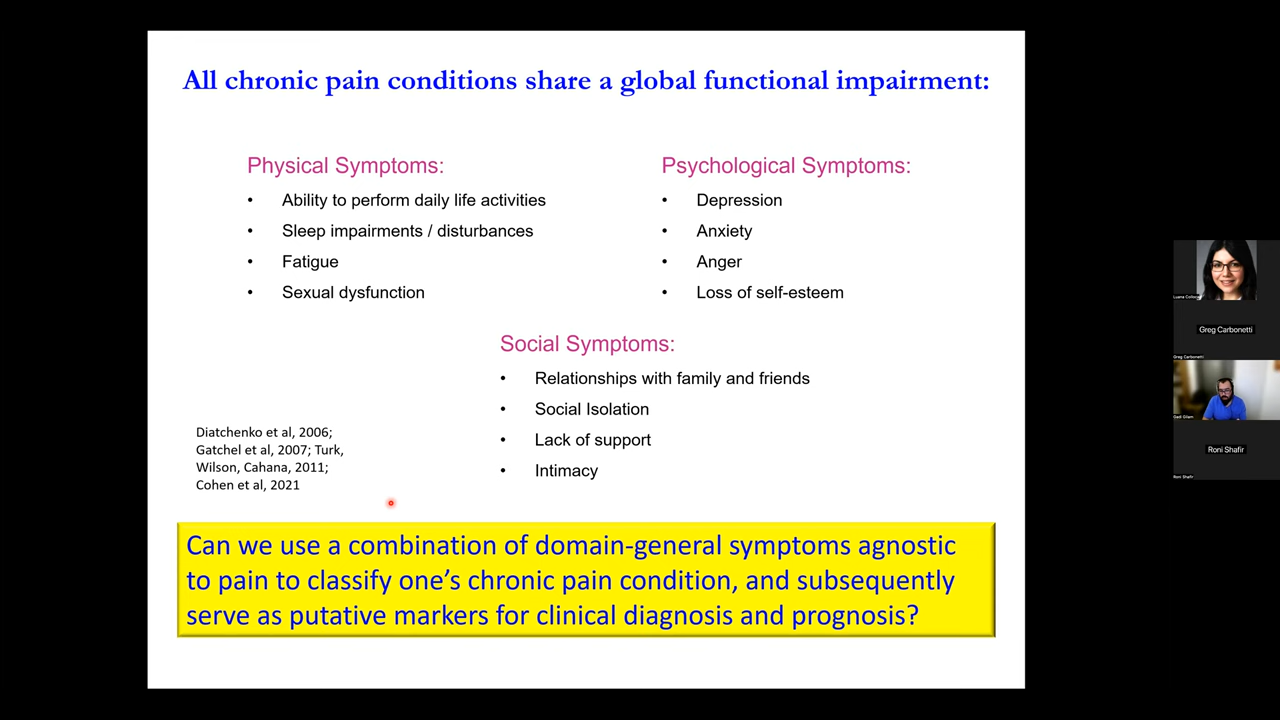 All chronic pain conditions share a global functional impairment:
Physical Symptoms:
• Ability to perform daily life activities
• Sleep impairments / disturbances
• Fatigue
• Sexual dysfunction
Psychological Symptoms:
• Depression
• Anxiety
• Anger
• Loss of self-esteem
Social Symptoms:
• Relationships with family and friends
• Social Isolation
• Lack of support
• Intimacy
Diatchenko et al, 2006;
Gatchel et al, 2007; Turk,
Wilson, Cahana, 2011;
Cohen et al, 2021
Can we use a combination of domain-general symptoms agnostic
to pain to classify one’s chronic pain condition, and subsequently
serve as putative markers for clinical diagnosis and prognosis?
Luana
Greg Carbonetti
Greg Carbonetti
Gadi Gilam
Roni Shafir
Roni Shafir